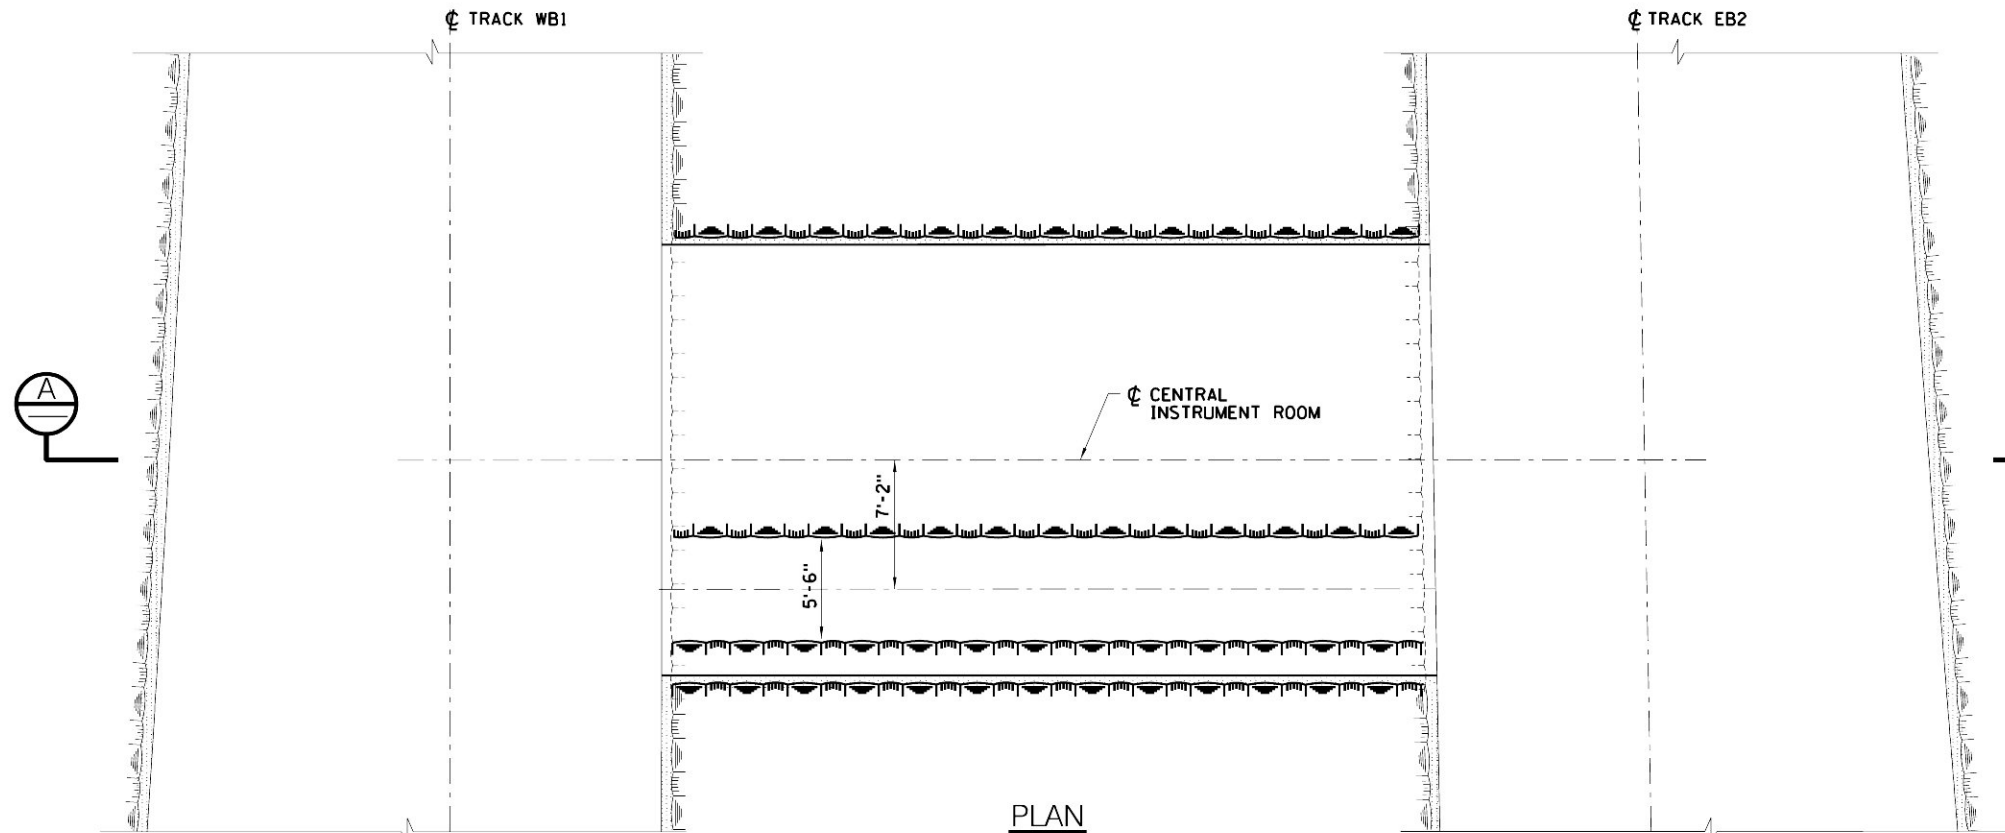 ℄ TRACK WB1
℄ TRACK EB2
A
℄ CENTRAL
INSTRUMENT ROOM
7'-2"
5'-6"
PLAN